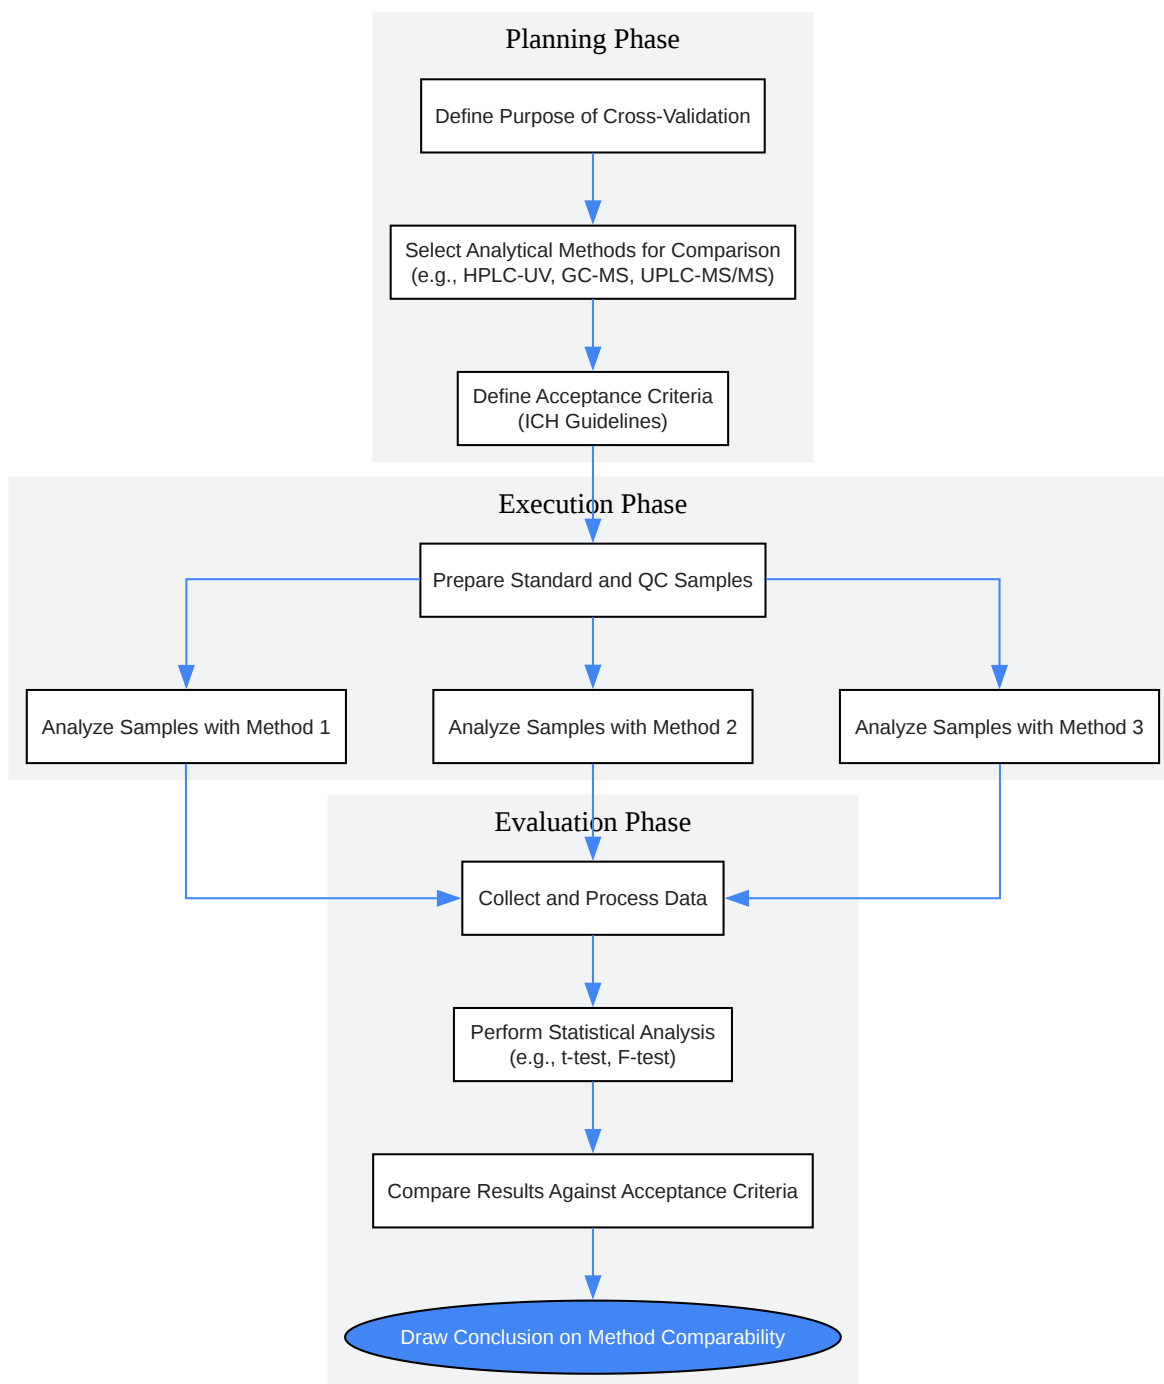 Planning Phase
Define Purpose of Cross-Validation
Select Analytical Methods for Comparison
(e.g., HPLC-UV, GC-MS, UPLC-MS/MS)
Define Acceptance Criteria
(ICH Guidelines)
Execution Phase
Prepare Standard and QC Samples
Analyze Samples with Method 1
Analyze Samples with Method 2
Analyze Samples with Method 3
Evaluation Phase
Collect and Process Data
Perform Statistical Analysis
(e.g., t-test, F-test)
Compare Results Against Acceptance Criteria
Draw Conclusion on Method Comparability